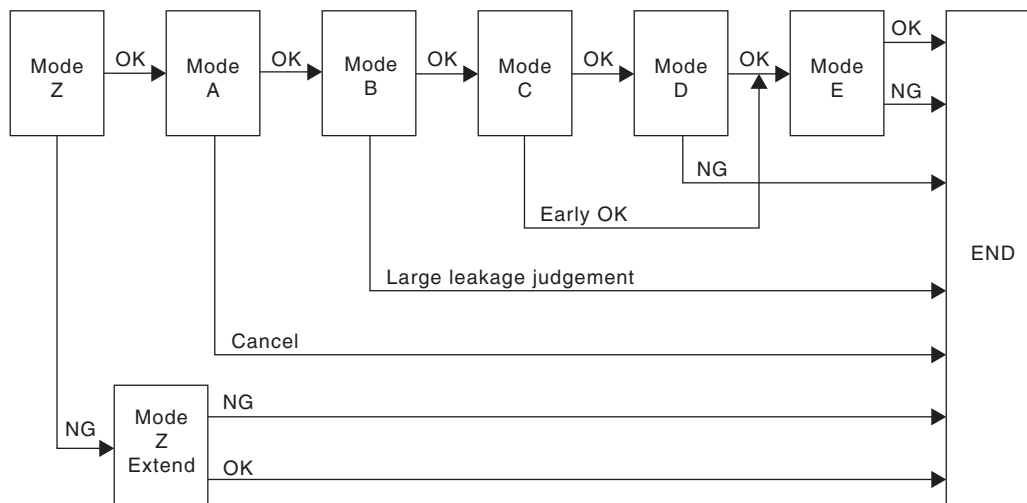 Mode
Z
OK
Mode
A
OK
Mode
B
OK
Mode
C
OK
Mode
D
OK
Mode
E
OK
NG
NG
Early OK
END
Large leakage judgement
Cancel
NG
Mode
Z
Extend
NG
OK